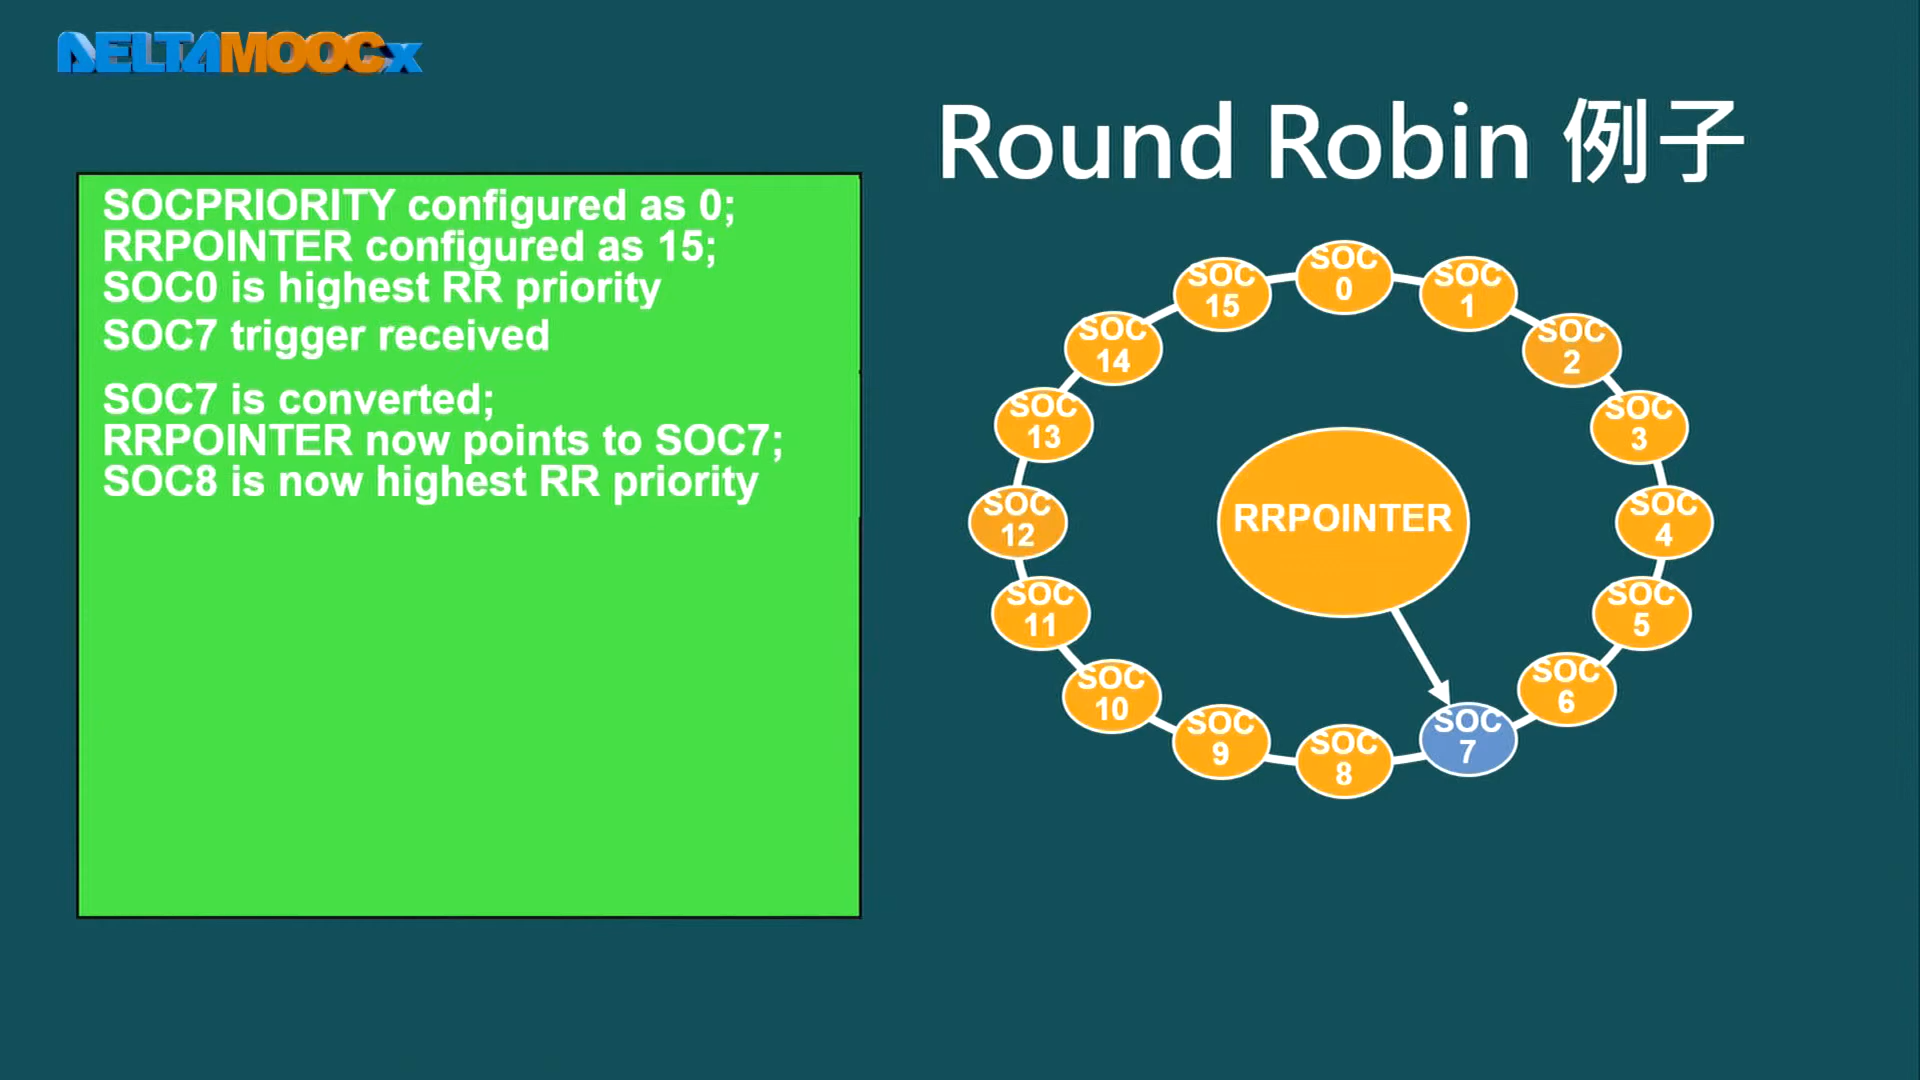 DELTAMOOCx
Round Robin 例子
SOCPRIORITY configured as 0;
RRPOINTER configured as 15;
SOC0 is highest RR priority
SOC7 trigger received
SOC7 is converted;
RRPOINTER now points to SOC7;
SOC8 is now highest RR priority
SOC
0
SOC
1
SOC
2
SOC
3
SOC
4
SOC
5
SOC
6
SOC
7
SOC
8
SOC
9
SOC
10
SOC
11
SOC
12
SOC
13
SOC
14
SOC
15
RRPOINTER